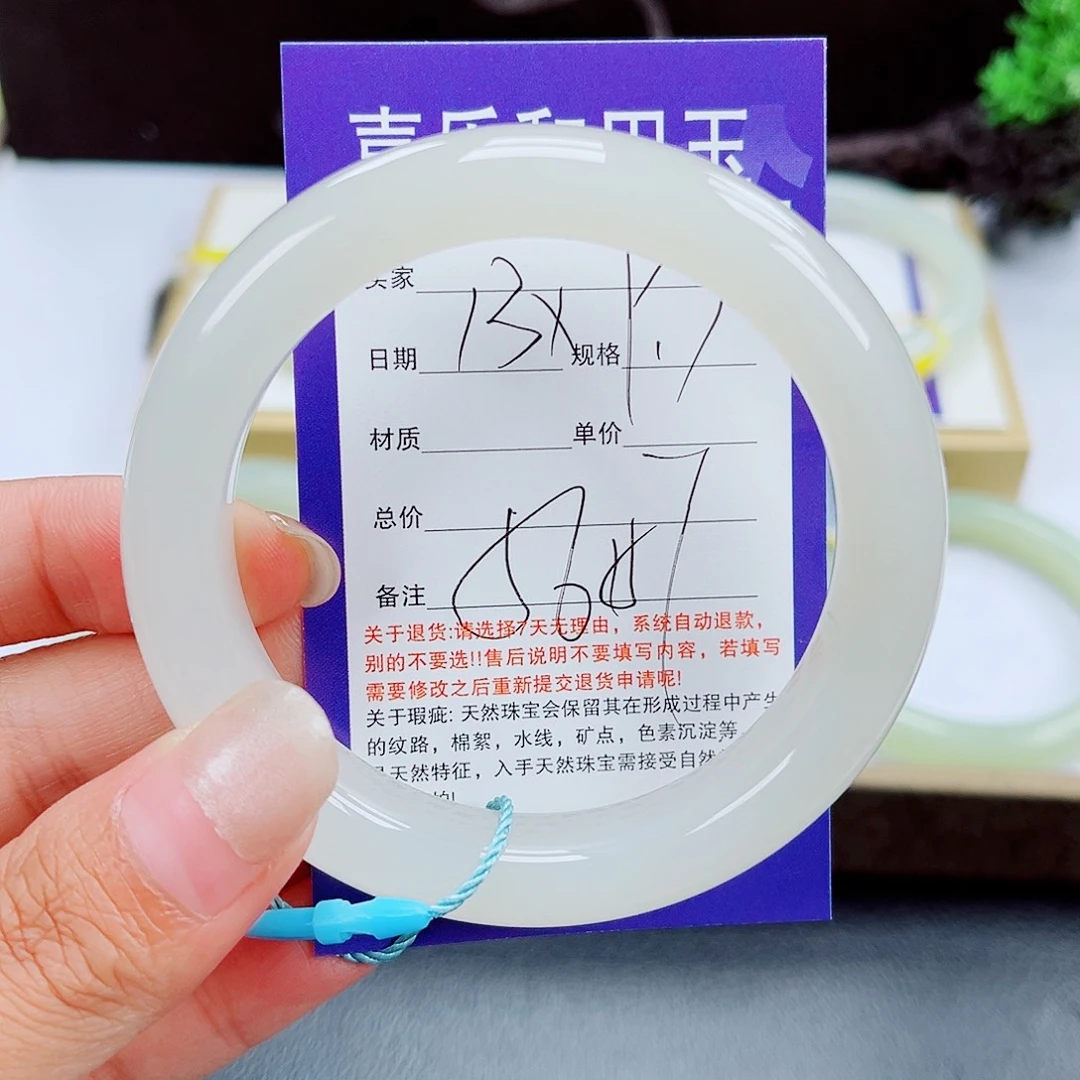 和田玉
买家
13x 11.7
日期 规格
材质 单价
总价
56#7
备注
关于退货:请选择7天无理由，系统自动退款，
别的不要选!!售后说明不要填写内容，若填写
需要修改之后重新提交退货申请呢!
关于瑕疵: 天然珠宝会保留其在形成过程中产生
的纹路，棉絮，水线，矿点，色素沉淀等
天然特征，入手天然珠宝需接受自然